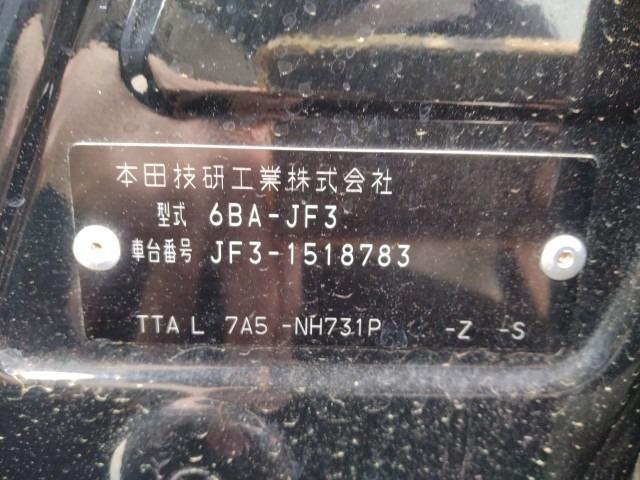 本田技研工業株式会社
型式 6BA-JF3
車台番号 JF3-1518783
TTA L 7A5 -NH731P -Z -S